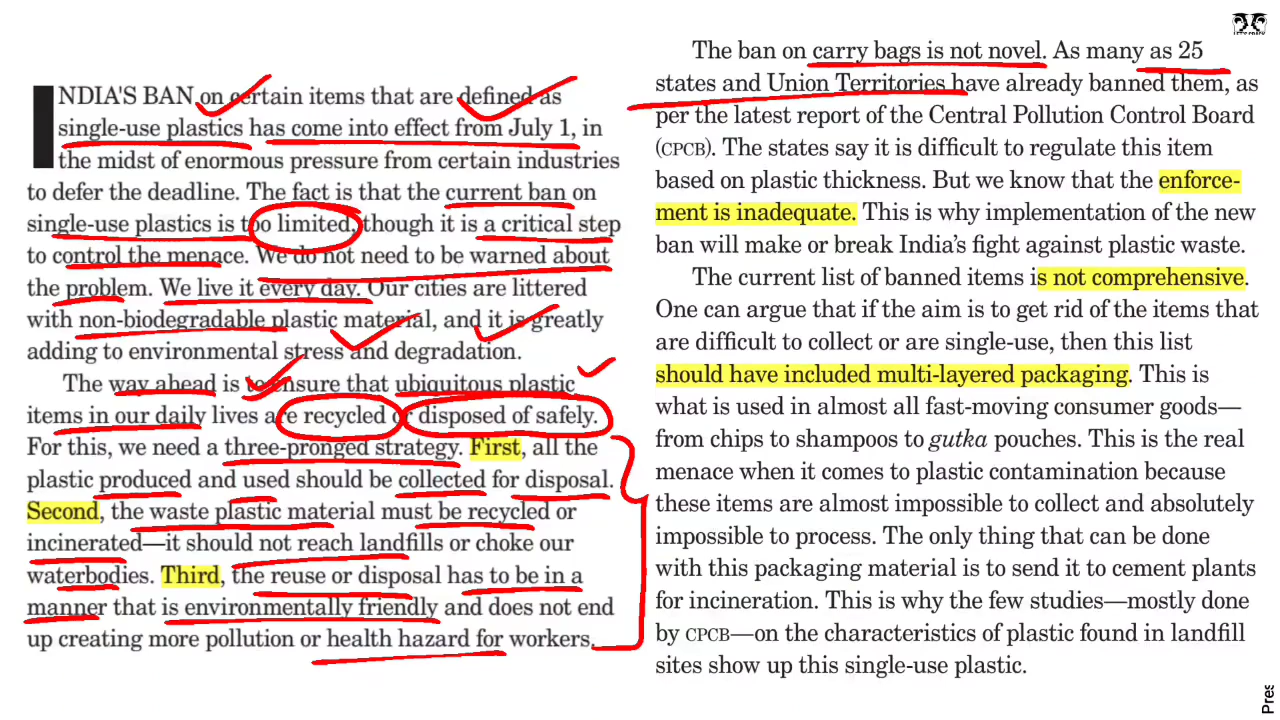 INDIA'S BAN on certain items that are defined as
single-use plastics has come into effect from July 1, in
the midst of enormous pressure from certain industries
to defer the deadline. The fact is that the current ban on
single-use plastics is too limited, though it is a critical step
to control the menace. We do not need to be warned about
the problem. We live it every day. Our cities are littered
with non-biodegradable plastic material, and it is greatly
adding to environmental stress and degradation.
The way ahead is to ensure that ubiquitous plastic
items in our daily lives are recycled or disposed of safely.
For this, we need a three-pronged strategy. First, all the
plastic produced and used should be collected for disposal.
Second, the waste plastic material must be recycled or
incinerated—it should not reach landfills or choke our
waterbodies. Third, the reuse or disposal has to be in a
manner that is environmentally friendly and does not end
up creating more pollution or health hazard for workers.
The ban on carry bags is not novel. As many as 25
states and Union Territories have already banned them, as
per the latest report of the Central Pollution Control Board
(CPCB). The states say it is difficult to regulate this item
based on plastic thickness. But we know that the enforce-
ment is inadequate. This is why implementation of the new
ban will make or break India's fight against plastic waste.
The current list of banned items is not comprehensive.
One can argue that if the aim is to get rid of the items that
are difficult to collect or are single-use, then this list
should have included multi-layered packaging. This is
what is used in almost all fast-moving consumer goods—
from chips to shampoos to gutka pouches. This is the real
menace when it comes to plastic contamination because
these items are almost impossible to collect and absolutely
impossible to process. The only thing that can be done
with this packaging material is to send it to cement plants
for incineration. This is why the few studies—mostly done
by CPCB—on the characteristics of plastic found in landfill
sites show up this single-use plastic.
Pres